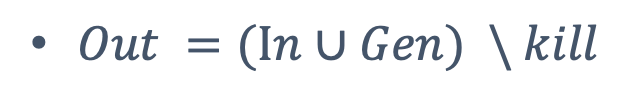 • Out = (In ∪ Gen) \ kill